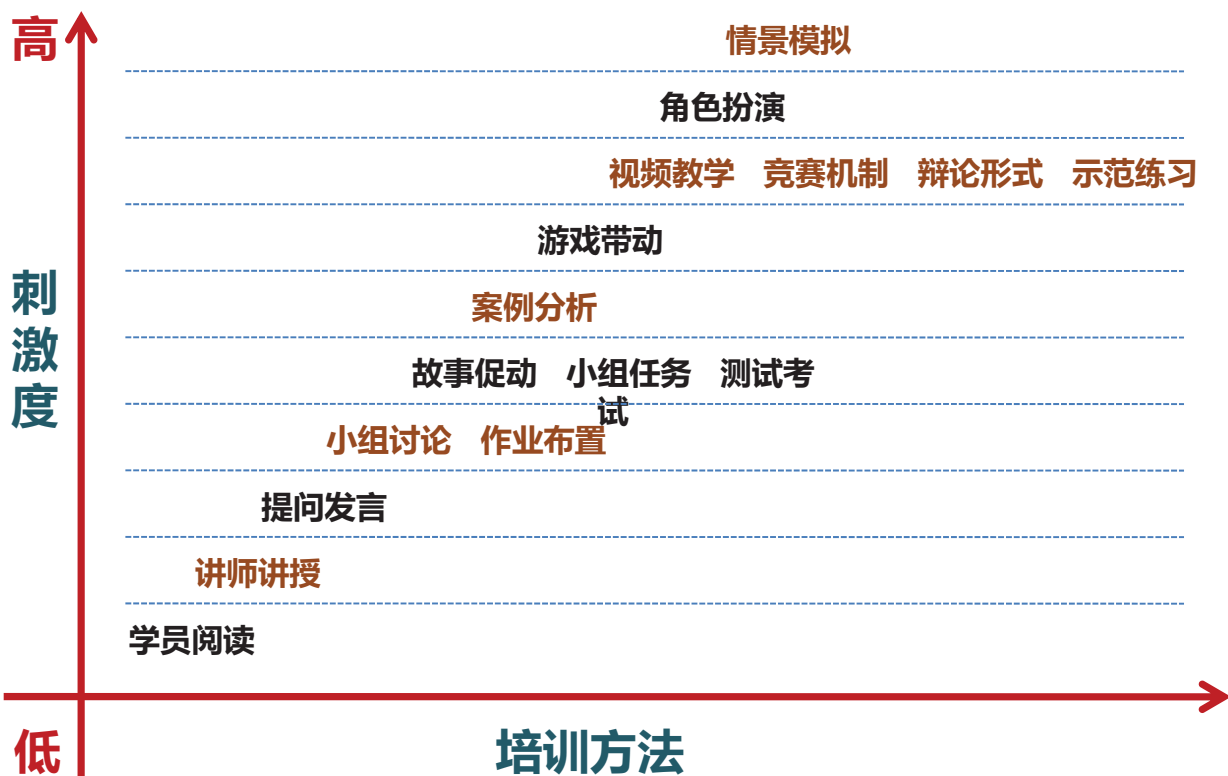 高
情景模拟
角色扮演
视频教学 竞赛机制 辩论形式 示范练习
游戏带动
案例分析
故事促动 小组任务 测试考
试
小组讨论 作业布置
提问发言
讲师讲授
学员阅读
刺
激
度
低
培训方法